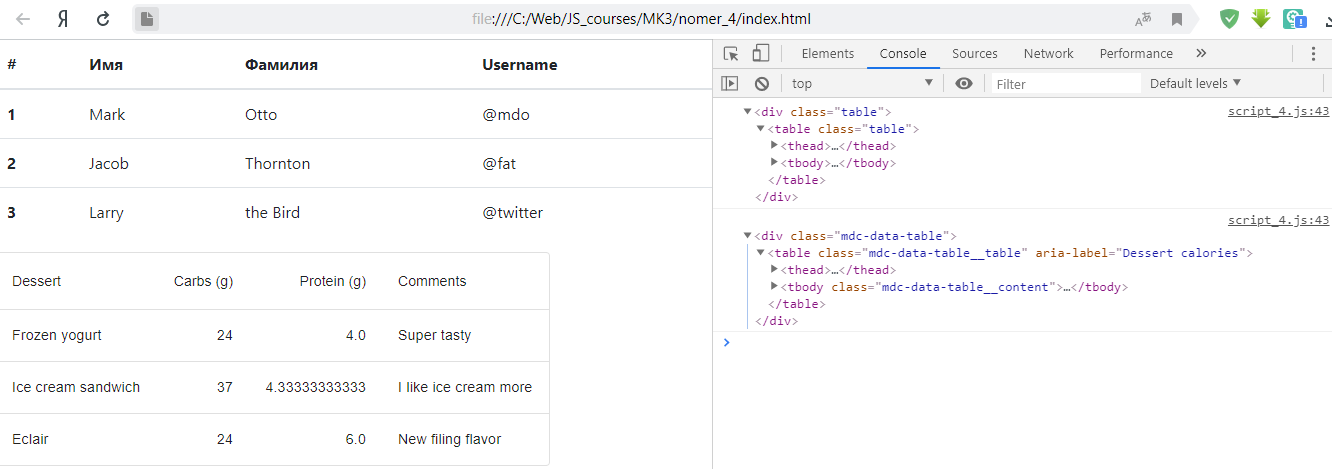 Я file:///C:/Web/JS_courses/MK3/nomer_4/index.html
# Имя Фамилия Username
1 Mark Otto @mdo
2 Jacob Thornton @fat
3 Larry the Bird @twitter
Dessert Carbs (g) Protein (g) Comments
Frozen yogurt 24 4.0 Super tasty
Ice cream sandwich 37 4.33333333333 I like ice cream more
Eclair 24 6.0 New filing flavor
Elements Console Sources Network Performance »
top Filter Default levels
<div class="table"> script_4.js:43
<table class="table">
<thead>…</thead>
<tbody>…</tbody>
</table>
</div>
script_4.js:43
<div class="mdc-data-table">
<table class="mdc-data-table__table" aria-label="Dessert calories">
<thead>…</thead>
<tbody class="mdc-data-table__content">…</tbody>
</table>
</div>